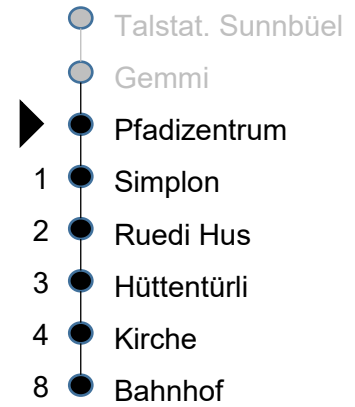 Talstat. Sunnbüel
Gemmi
Pfadizentrum
1 Simplon
2 Ruedi Hus
3 Hüttentürli
4 Kirche
8 Bahnhof